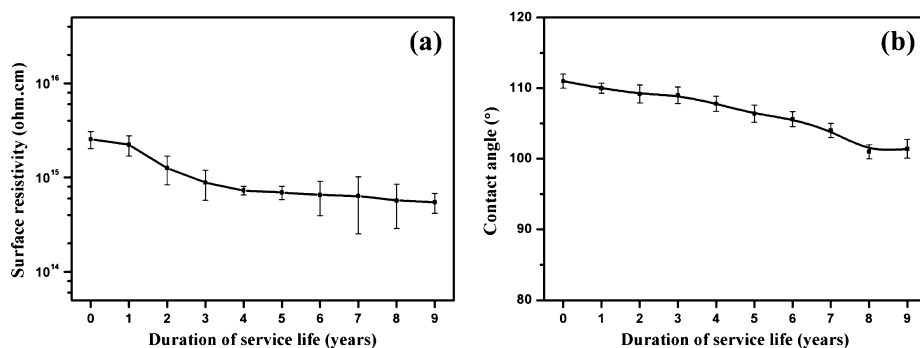 (a)
Surface resistivity (ohm.cm)
10^16
10^15
10^14
0 1 2 3 4 5 6 7 8 9
Duration of service life (years)
(b)
Contact angle (°)
120
110
100
90
80
0 1 2 3 4 5 6 7 8 9
Duration of service life (years)